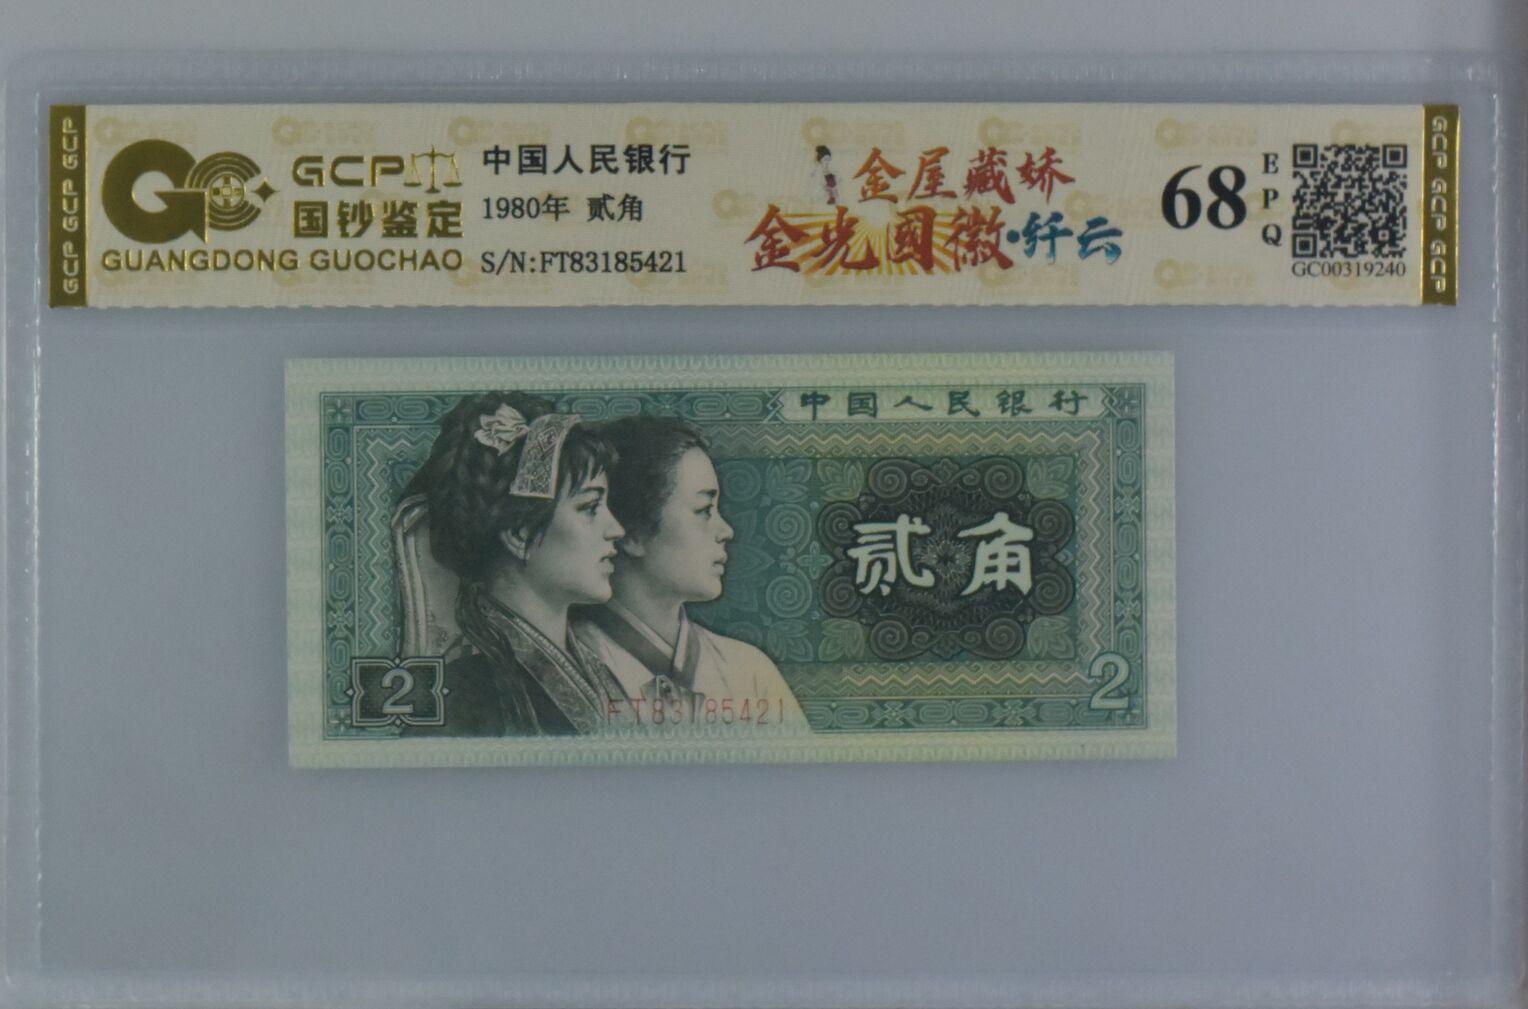 GCP GCP GCP
GCP
国钞鉴定
GUANGDONG GUOCHAO
中国人民银行
1980年 贰角
S/N:FT83185421
金屋藏娇
金光國徽·纤云
68
EPQ
GC00319240
GCP GCP GCP
中国人民银行
贰角
2
2
FT83185421